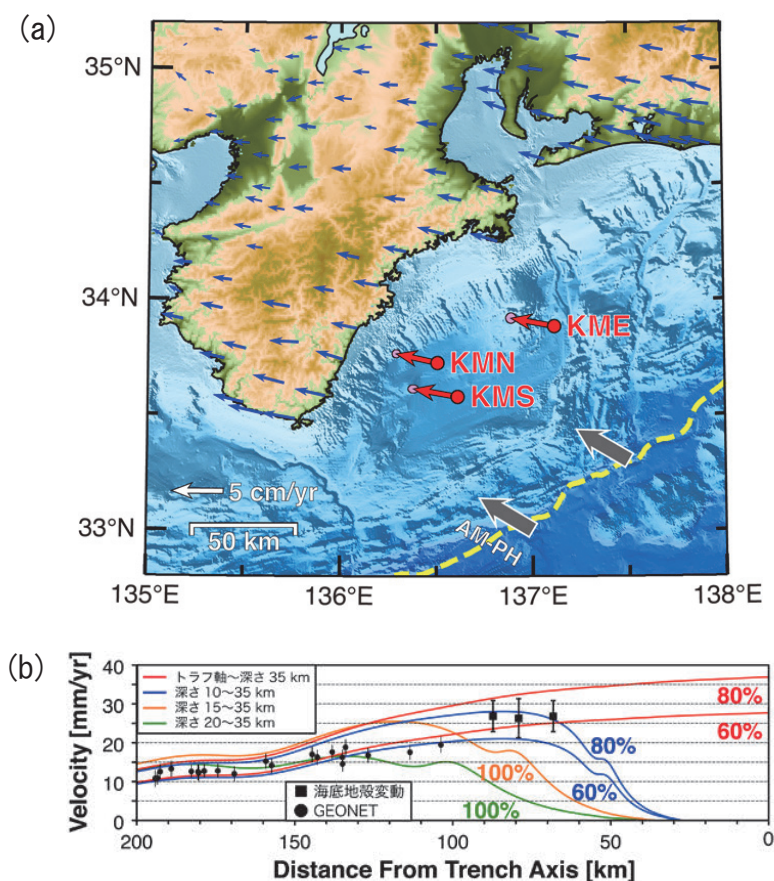 (a)
35°N
34°N
33°N
KME
KMN
KMS
5 cm/yr
50 km
AM-PH
135°E
136°E
137°E
138°E
(b)
Velocity [mm/yr]
40
35
30
25
20
15
10
5
0
トラフ軸〜深さ 35 km
深さ 10〜35 km
深さ 15〜35 km
深さ 20〜35 km
80%
60%
80%
60%
100%
100%
海底地殻変動
GEONET
200
150
100
50
0
Distance From Trench Axis [km]